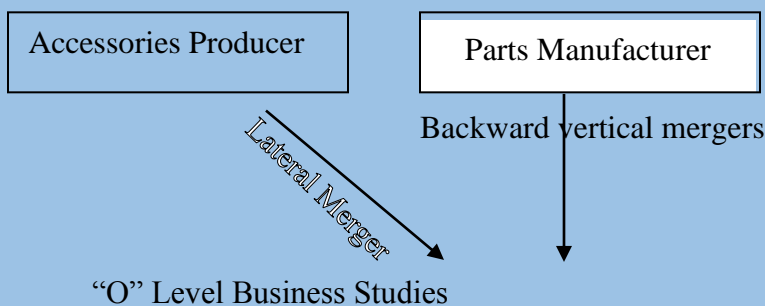 Accessories Producer
Parts Manufacturer
Backward vertical mergers
Lateral Merger
“O” Level Business Studies